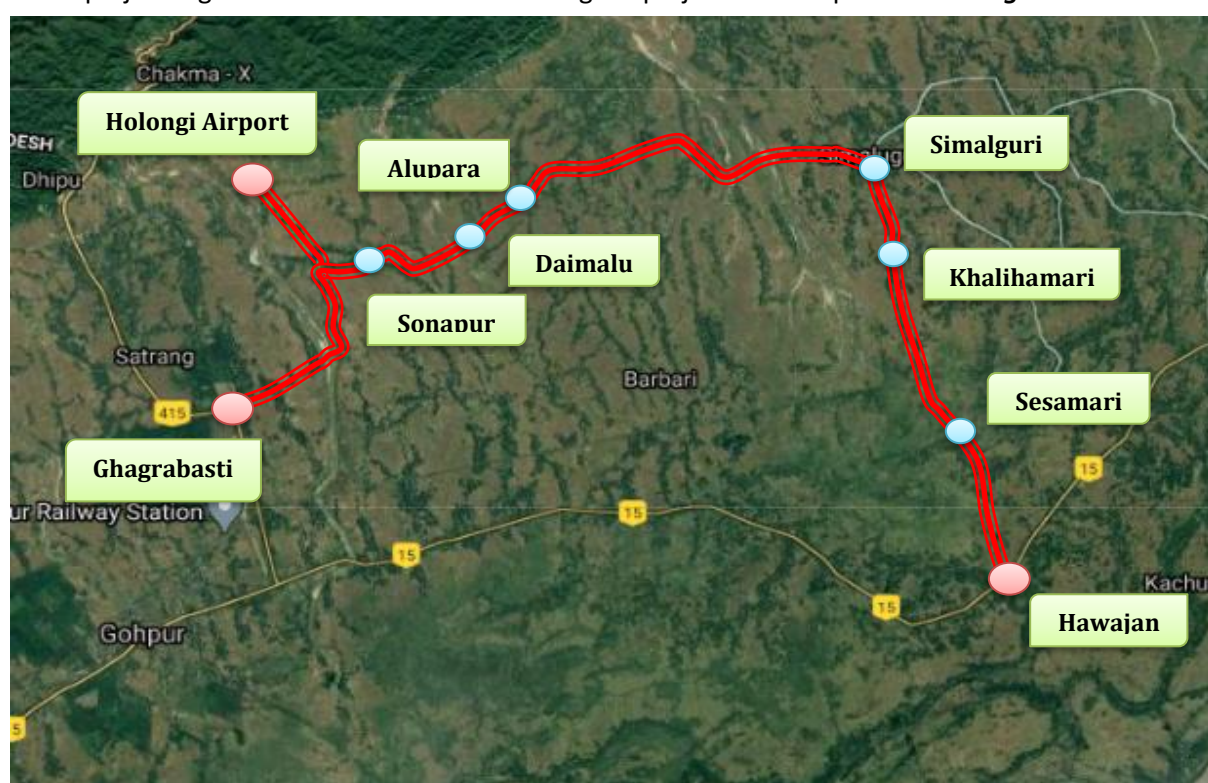 Chakma - X
Holongi Airport
DESH
Dhipu
Alupara
Simalguri
Daimalu
Khalihamari
Sonapur
Satrang
Barbari
415
Sesamari
Ghagrabasti
15
ur Railway Station
15
15
15
Kachu
Gohpur
Hawajan
5